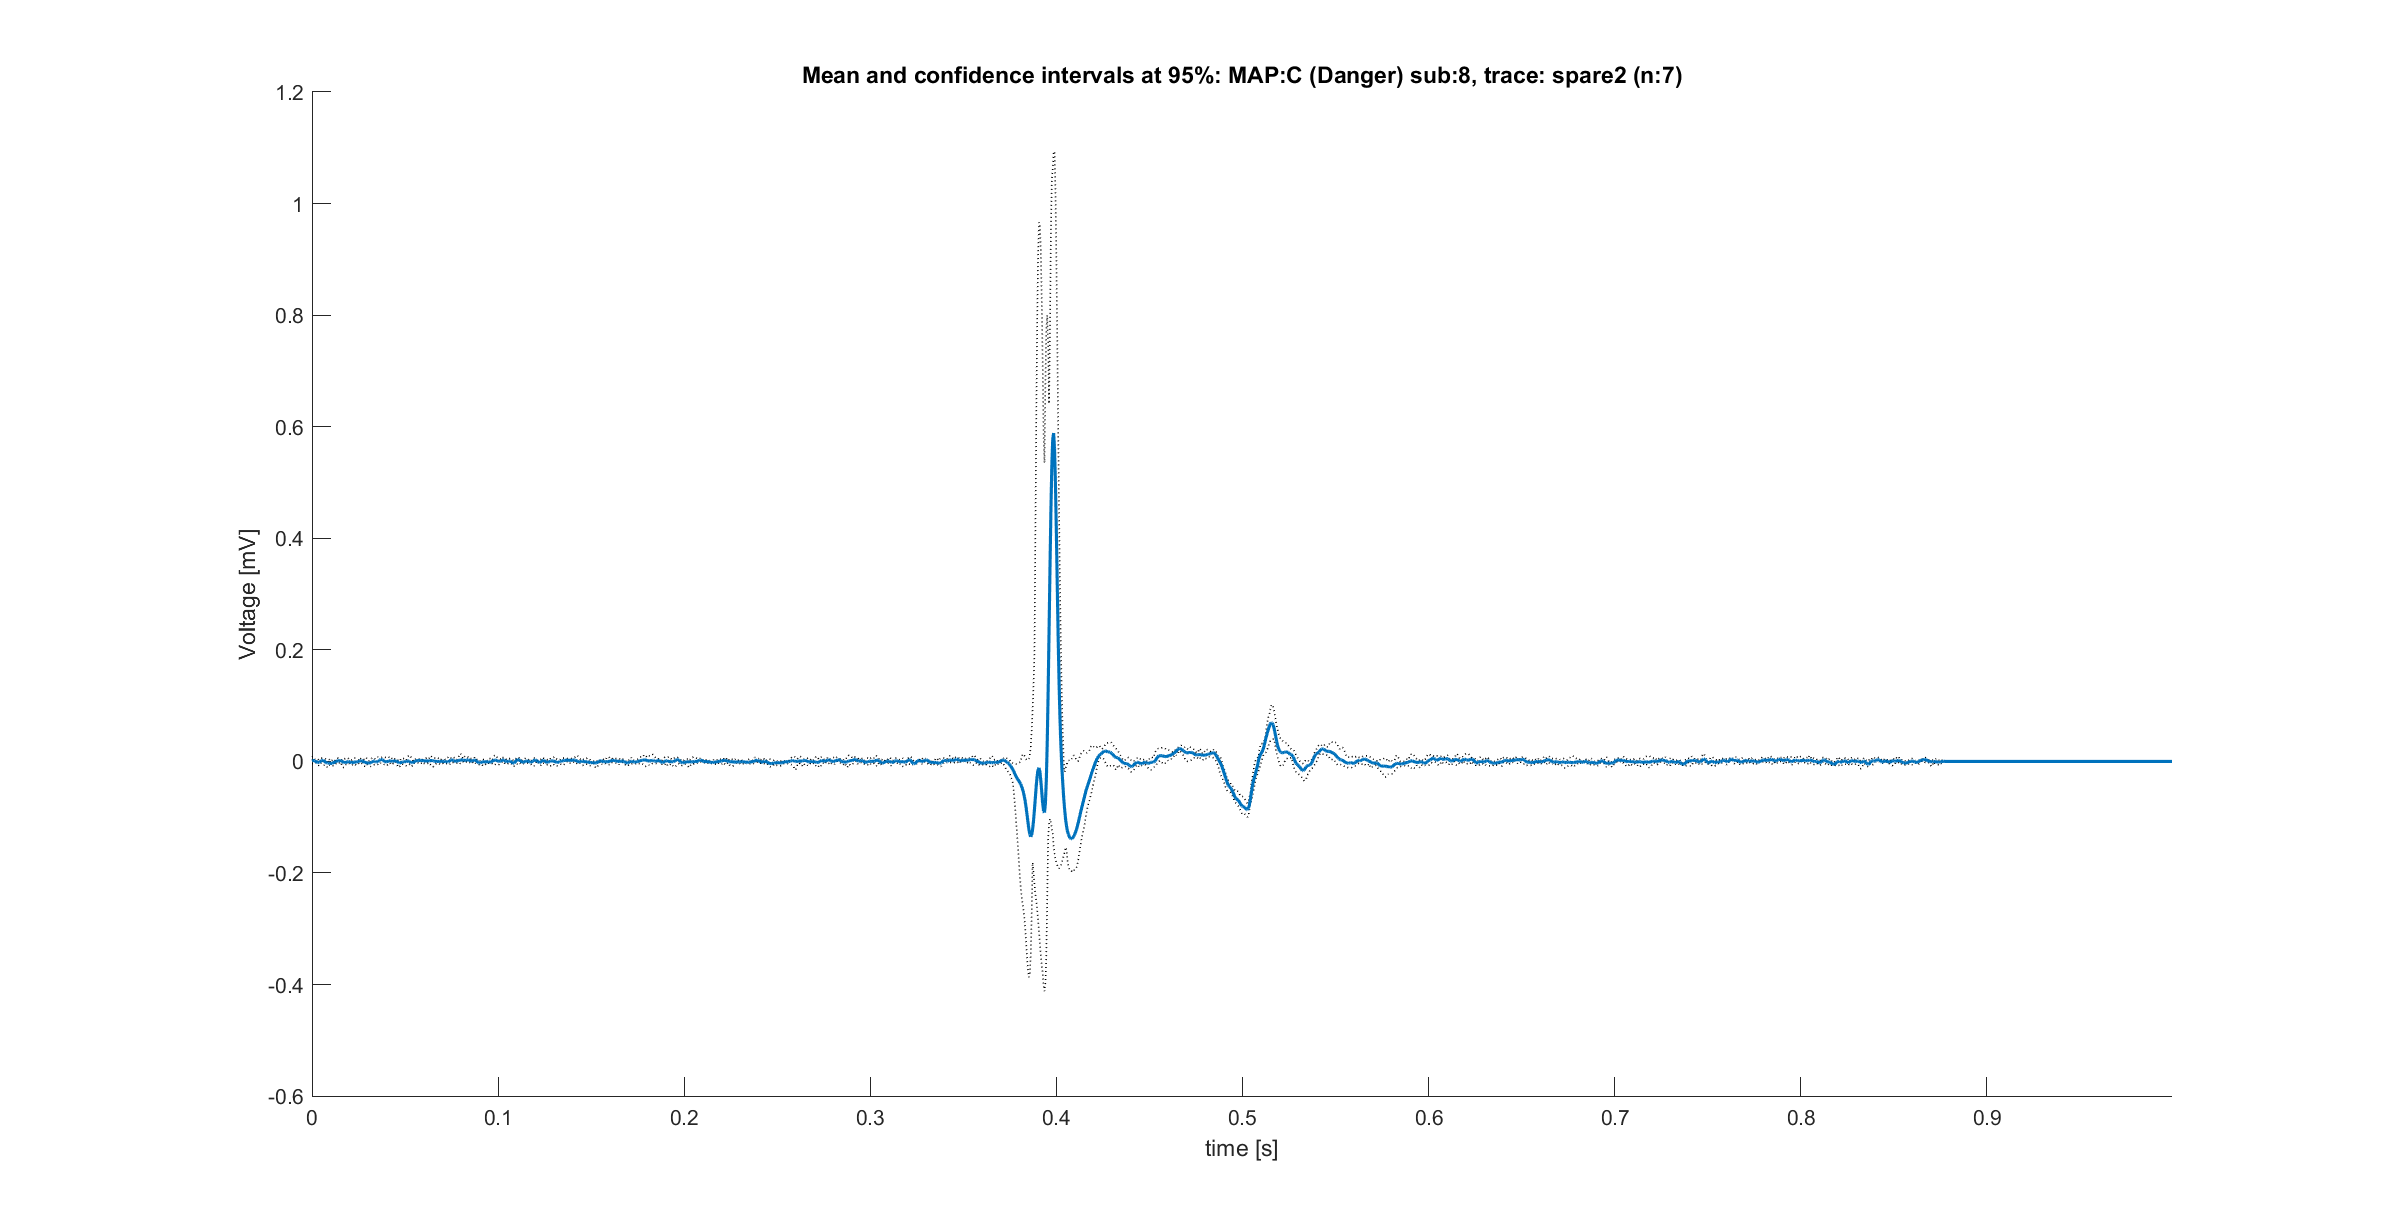 Mean and confidence intervals at 95%: MAP:C (Danger) sub:8, trace: spare2 (n:7)
1.2
1
0.8
0.6
0.4
0.2
0
-0.2
-0.4
-0.6
Voltage [mV]
0 0.1 0.2 0.3 0.4 0.5 0.6 0.7 0.8 0.9
time [s]